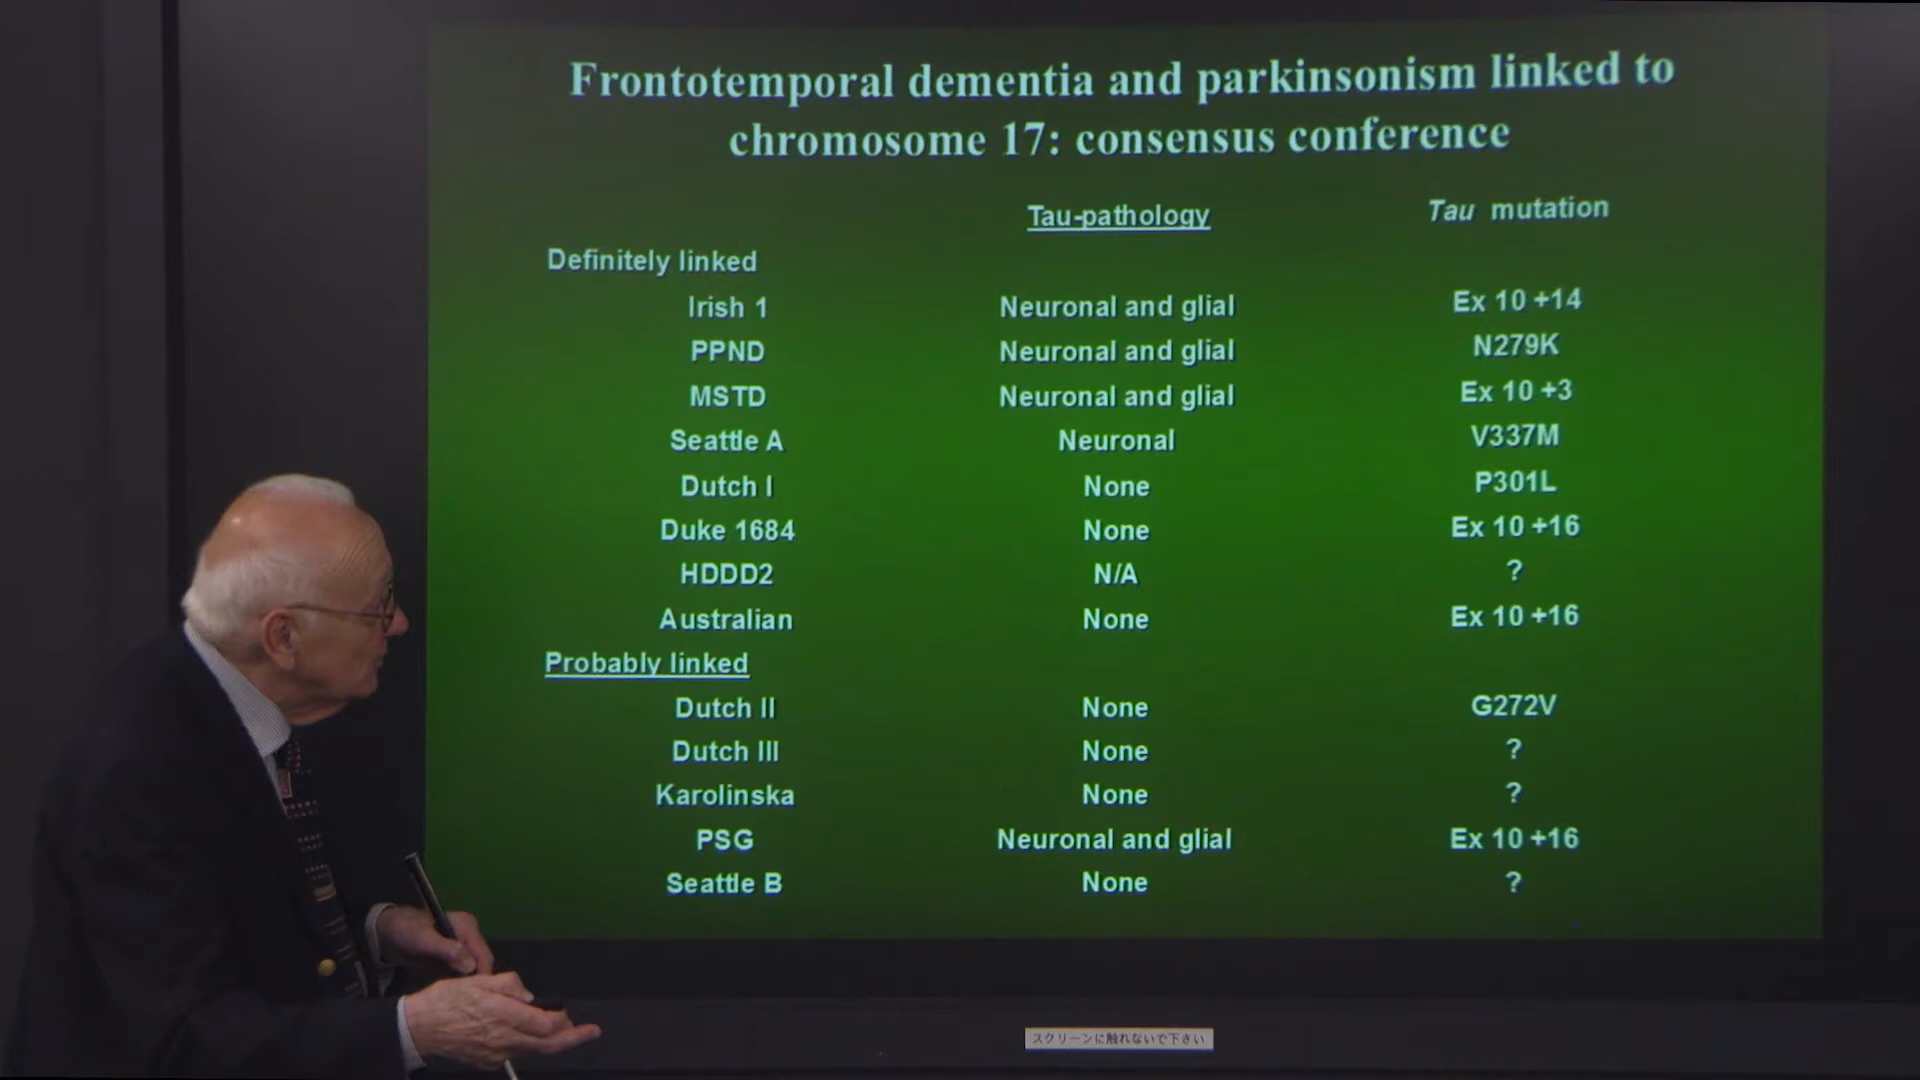 Frontotemporal dementia and parkinsonism linked to
chromosome 17: consensus conference
Tau-pathology Tau mutation
Definitely linked
Irish 1 Neuronal and glial Ex 10 +14
PPND Neuronal and glial N279K
MSTD Neuronal and glial Ex 10 +3
Seattle A Neuronal V337M
Dutch I None P301L
Duke 1684 None Ex 10 +16
HDDD2 N/A ?
Australian None Ex 10 +16
Probably linked
Dutch II None G272V
Dutch III None ?
Karolinska None ?
PSG Neuronal and glial Ex 10 +16
Seattle B None ?
スクリーンに触れないで下さい